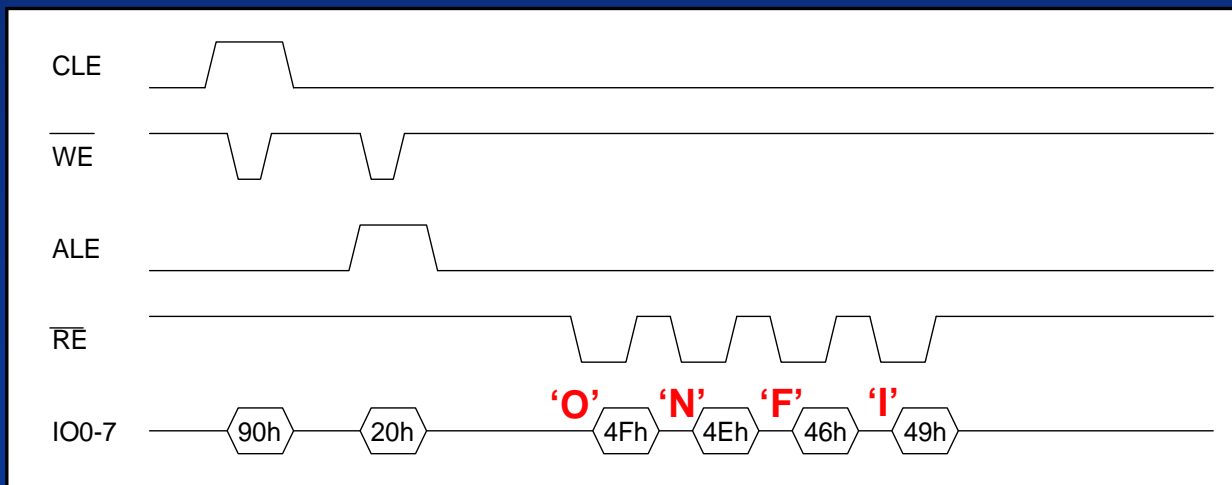 CLE
WE
ALE
RE
‘O’ ‘N’ ‘F’ ‘I’
IO0-7 90h 20h 4Fh 4Eh 46h 49h